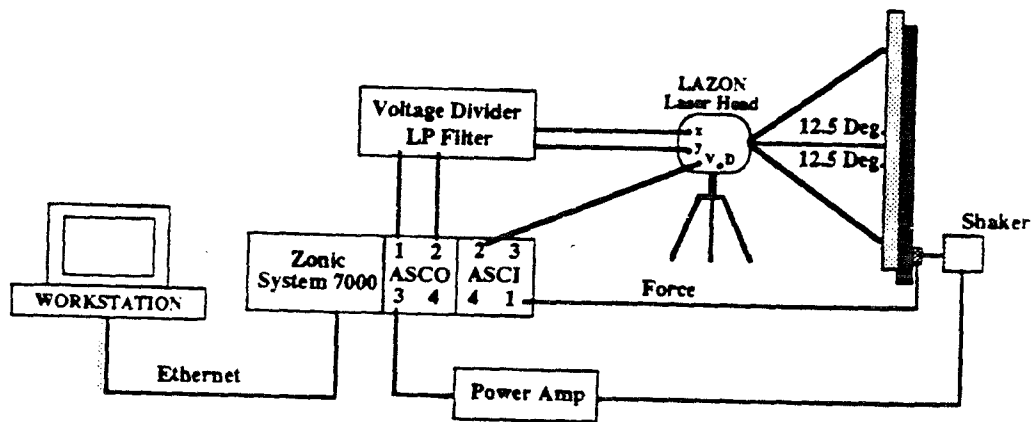 LAZON
Laser Head
Voltage Divider
LP Filter
x
y
V D
12.5 Deg.
12.5 Deg.
Shaker
Zonic
System 7000
1 2
ASCO
3 4
2 3
ASCI
4 1
WORKSTATION
Force
Ethernet
Power Amp